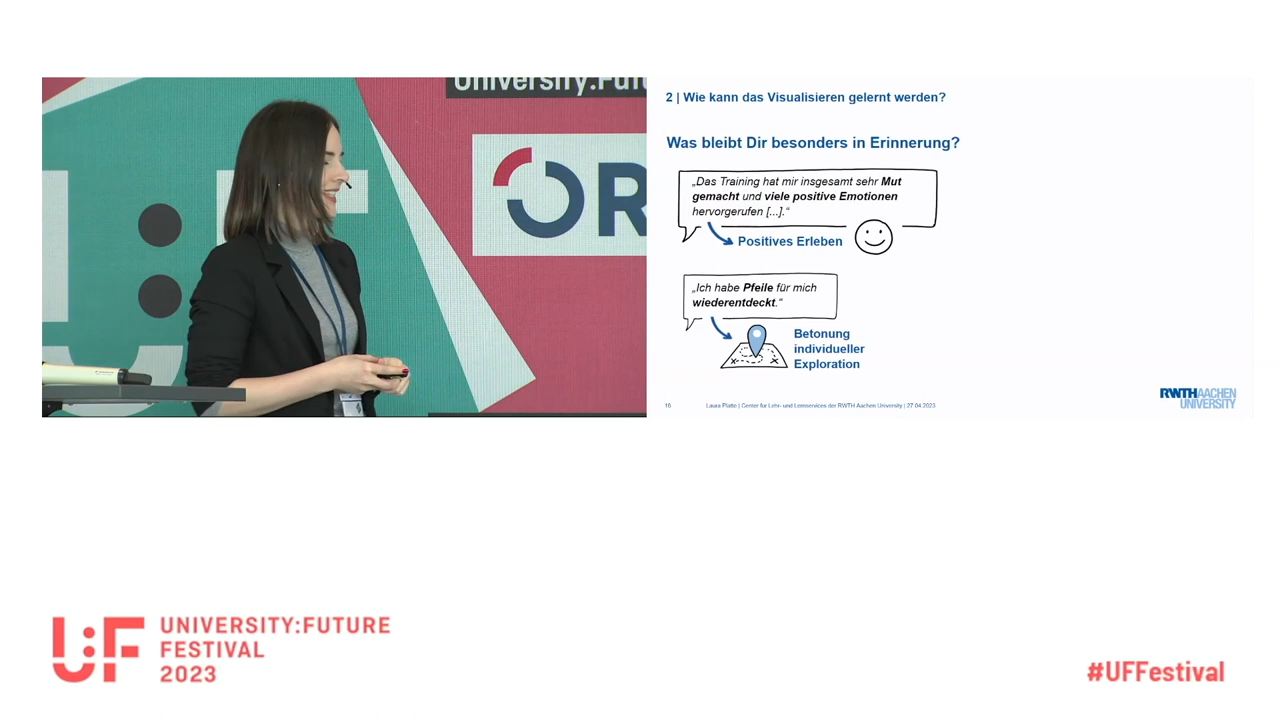 University:Futu
OR
2 | Wie kann das Visualisieren gelernt werden?
Was bleibt Dir besonders in Erinnerung?
„Das Training hat mir insgesamt sehr Mut
gemacht und viele positive Emotionen
hervorgerufen [...].“
Positives Erleben
„Ich habe Pfeile für mich
wiederentdeckt.“
Betonung
individueller
Exploration
16 Laura Platte | Center für Lehr- und Lernservices der RWTH Aachen University | 27.04.2023
RWTH AACHEN
UNIVERSITY
U:F
UNIVERSITY:FUTURE
FESTIVAL
2023
#UFFestival